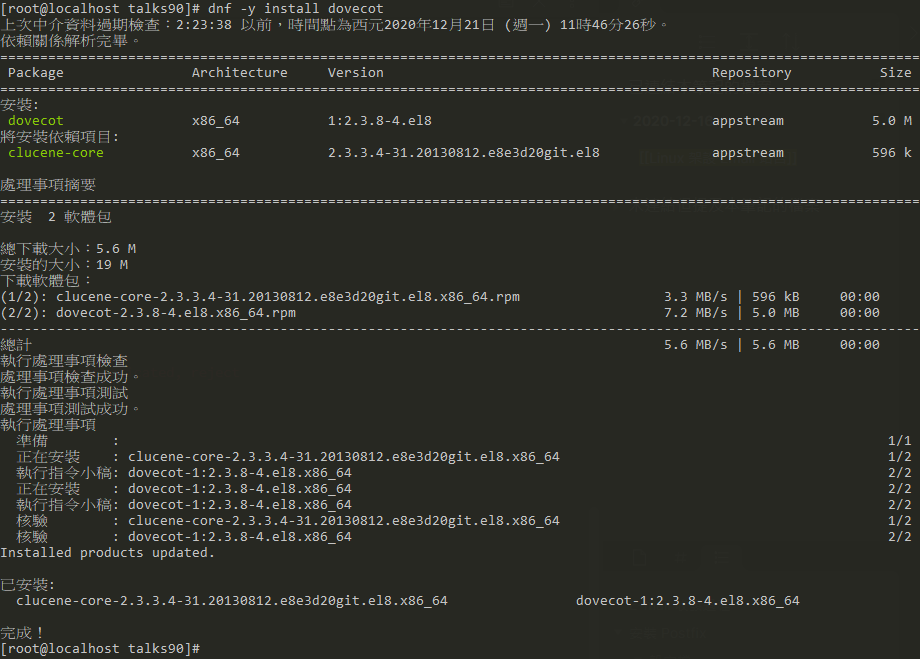 [root@localhost talks90]# dnf -y install dovecot
上次中介資料過期檢查：2:23:38 以前，時間點為西元2020年12月21日 (週一) 11時46分26秒。
依賴關係解析完畢。
================================================================================
Package Architecture Version Repository Size
================================================================================
安裝:
dovecot x86_64 1:2.3.8-4.el8 appstream 5.0 M
將安裝依賴項目:
clucene-core x86_64 2.3.3.4-31.20130812.e8e3d20git.el8 appstream 596 k
處理事項摘要
================================================================================
安裝 2 軟體包
總下載大小：5.6 M
安裝的大小：19 M
下載軟體包：
(1/2): clucene-core-2.3.3.4-31.20130812.e8e3d20git.el8.x86_64.rpm 3.3 MB/s | 596 kB 00:00
(2/2): dovecot-2.3.8-4.el8.x86_64.rpm 7.2 MB/s | 5.0 MB 00:00
--------------------------------------------------------------------------------
總計 5.6 MB/s | 5.6 MB 00:00
執行處理事項檢查
處理事項檢查成功。
執行處理事項測試
處理事項測試成功。
執行處理事項
準備 : 1/1
正在安裝 : clucene-core-2.3.3.4-31.20130812.e8e3d20git.el8.x86_64 1/2
執行指令小稿: dovecot-1:2.3.8-4.el8.x86_64 2/2
正在安裝 : dovecot-1:2.3.8-4.el8.x86_64 2/2
執行指令小稿: dovecot-1:2.3.8-4.el8.x86_64 2/2
核驗 : clucene-core-2.3.3.4-31.20130812.e8e3d20git.el8.x86_64 1/2
核驗 : dovecot-1:2.3.8-4.el8.x86_64 2/2
Installed products updated.
已安裝:
clucene-core-2.3.3.4-31.20130812.e8e3d20git.el8.x86_64 dovecot-1:2.3.8-4.el8.x86_64
完成！
[root@localhost talks90]#